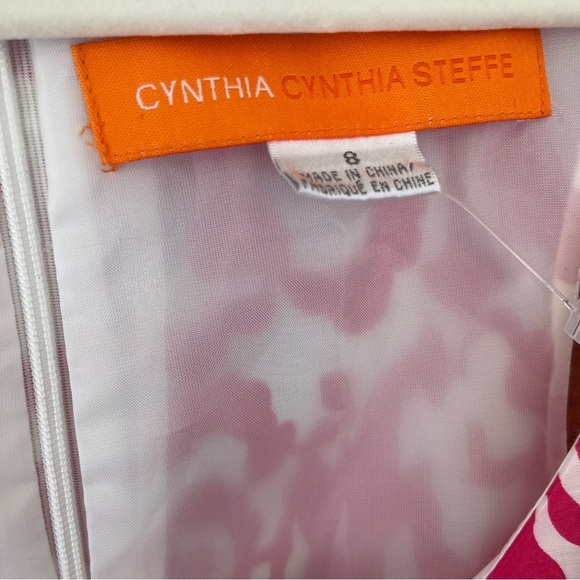 CYNTHIA CYNTHIA STEFFE
8
MADE IN CHINA/
FABRIQUÉ EN CHINE